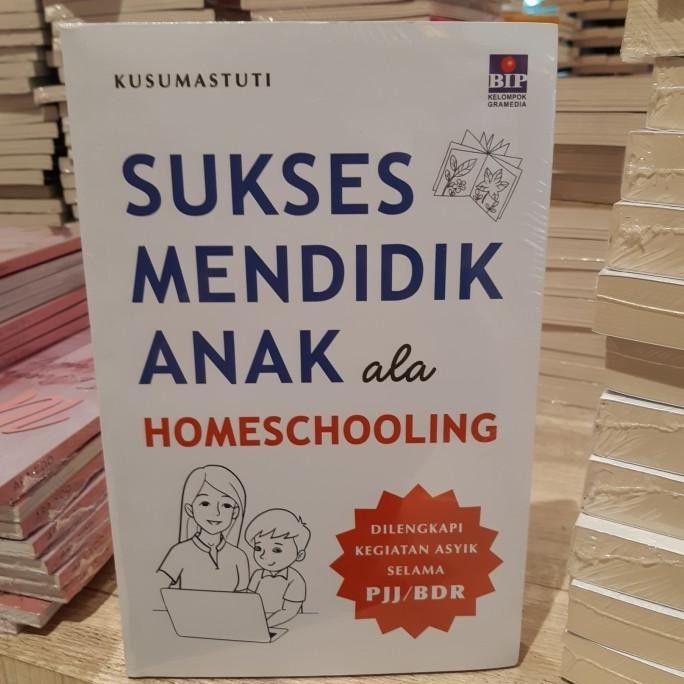 KUSUMASTUTI
BIP
KELOMPOK
GRAMEDIA
SUKSES
MENDIDIK
ANAK ala
HOMESCHOOLING
DILENGKAPI
KEGIATAN ASYIK
SELAMA
PJJ/BDR